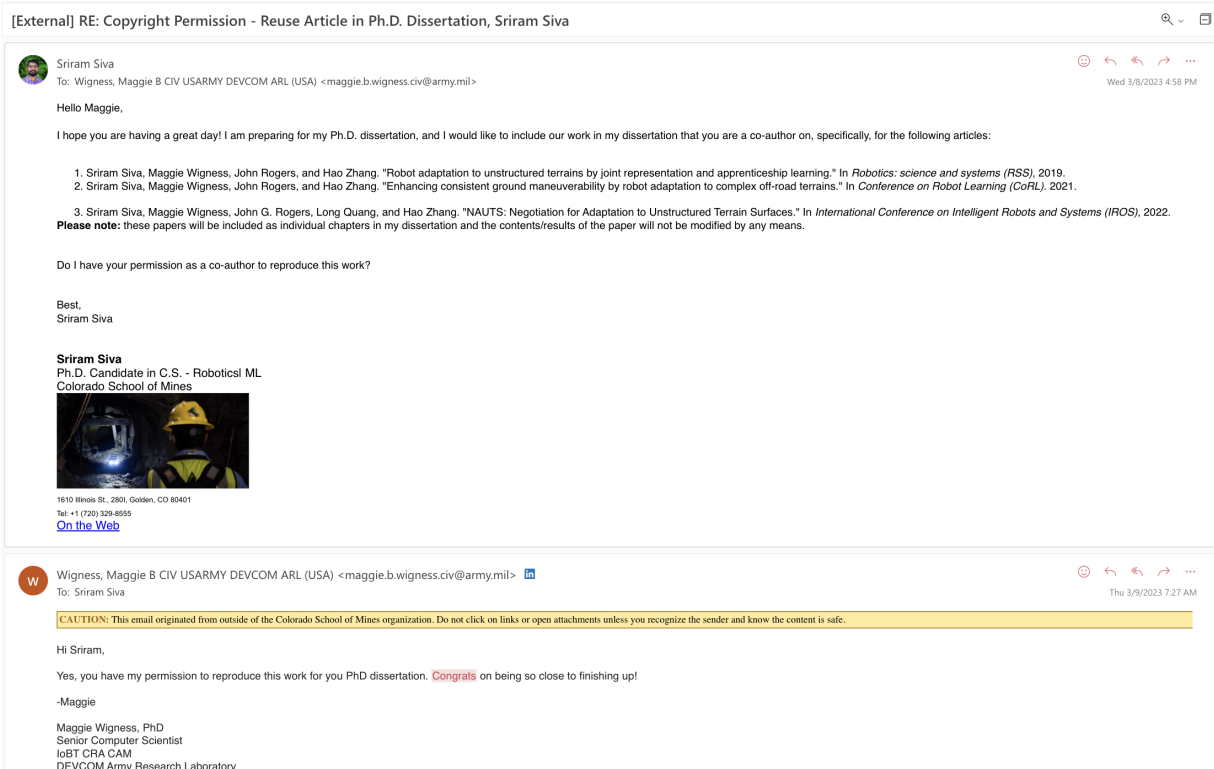 [External] RE: Copyright Permission - Reuse Article in Ph.D. Dissertation, Sriram Siva
Sriram Siva
To: Wigness, Maggie B CIV USARMY DEVCOM ARL (USA) <maggie.b.wigness.civ@army.mil>
Wed 3/8/2023 4:58 PM
Hello Maggie,
I hope you are having a great day! I am preparing for my Ph.D. dissertation, and I would like to include our work in my dissertation that you are a co-author on, specifically, for the following articles:
1. Sriram Siva, Maggie Wigness, John Rogers, and Hao Zhang. "Robot adaptation to unstructured terrains by joint representation and apprenticeship learning." In Robotics: science and systems (RSS), 2019.
2. Sriram Siva, Maggie Wigness, John Rogers, and Hao Zhang. "Enhancing consistent ground maneuverability by robot adaptation to complex off-road terrains." In Conference on Robot Learning (CoRL). 2021.
3. Sriram Siva, Maggie Wigness, John G. Rogers, Long Quang, and Hao Zhang. "NAUTS: Negotiation for Adaptation to Unstructured Terrain Surfaces." In International Conference on Intelligent Robots and Systems (IROS), 2022.
Please note: these papers will be included as individual chapters in my dissertation and the contents/results of the paper will not be modified by any means.
Do I have your permission as a co-author to reproduce this work?
Best,
Sriram Siva
Sriram Siva
Ph.D. Candidate in C.S. - Roboticsl ML
Colorado School of Mines
1610 Illinois St., 280I, Golden, CO 80401
Tel: +1 (720) 329-8555
On the Web
W
Wigness, Maggie B CIV USARMY DEVCOM ARL (USA) <maggie.b.wigness.civ@army.mil> in
To: Sriram Siva
Thu 3/9/2023 7:27 AM
CAUTION: This email originated from outside of the Colorado School of Mines organization. Do not click on links or open attachments unless you recognize the sender and know the content is safe.
Hi Sriram,
Yes, you have my permission to reproduce this work for you PhD dissertation. Congrats on being so close to finishing up!
-Maggie
Maggie Wigness, PhD
Senior Computer Scientist
IoBT CRA CAM
DEVCOM Army Research Laboratory